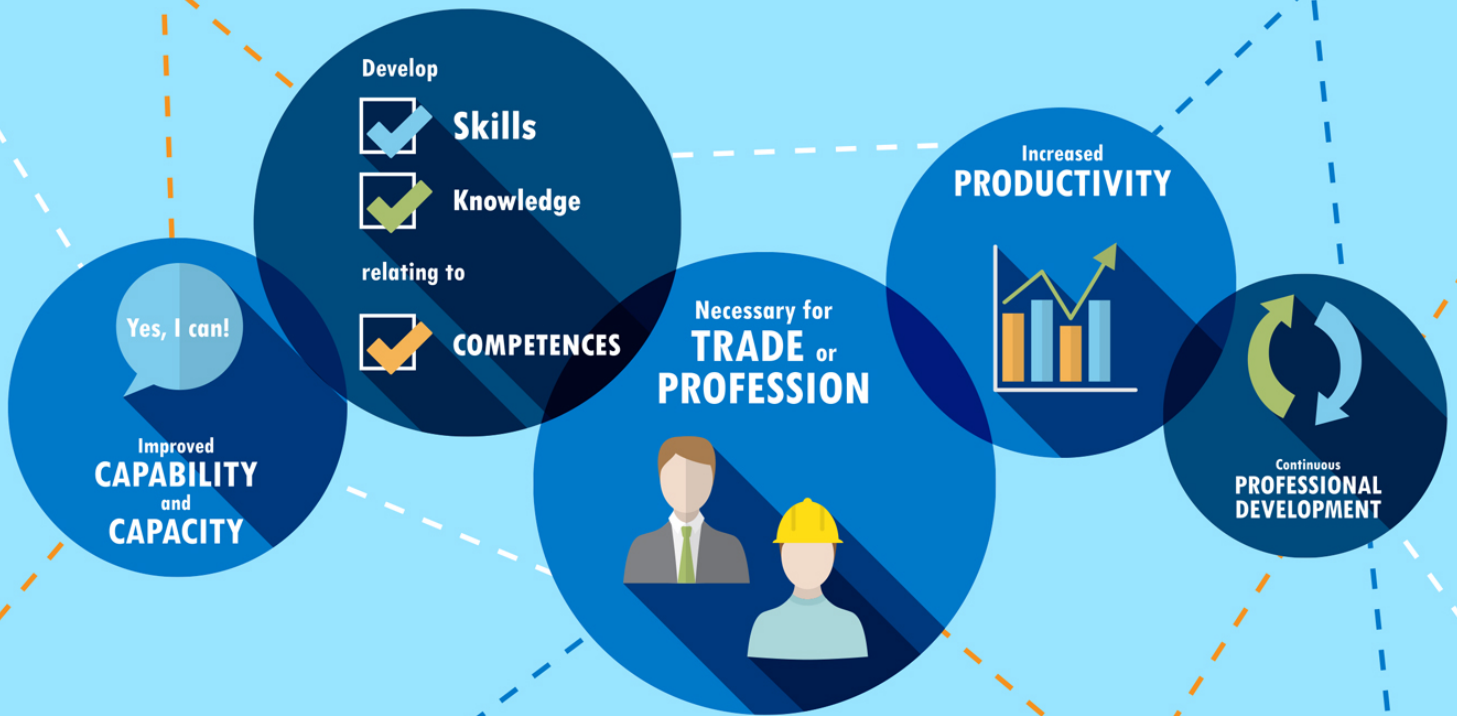 Yes, I can!
Improved
CAPABILITY
and
CAPACITY
Develop
Skills
Knowledge
relating to
COMPETENCES
Necessary for
TRADE or
PROFESSION
Increased
PRODUCTIVITY
Continuous
PROFESSIONAL
DEVELOPMENT